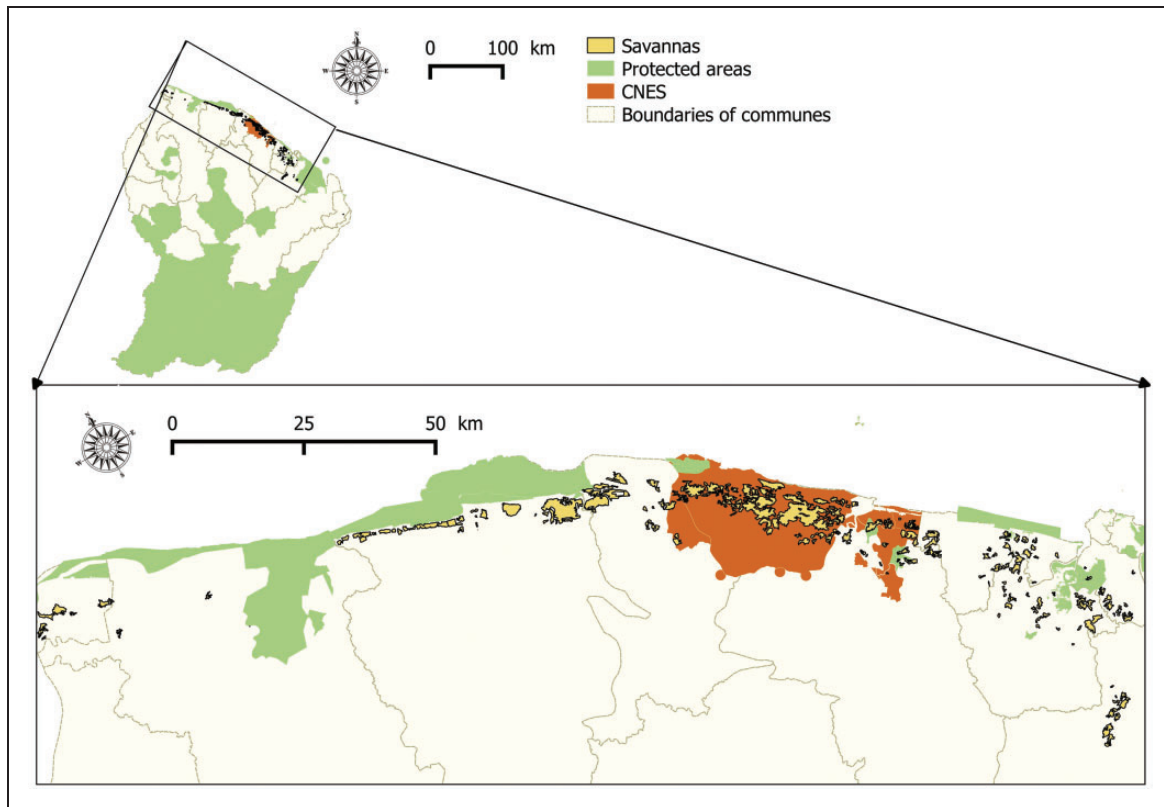 N
W
E
S
0 100 km
Savannas
Protected areas
CNES
Boundaries of communes
N
W
E
S
0 25 50 km